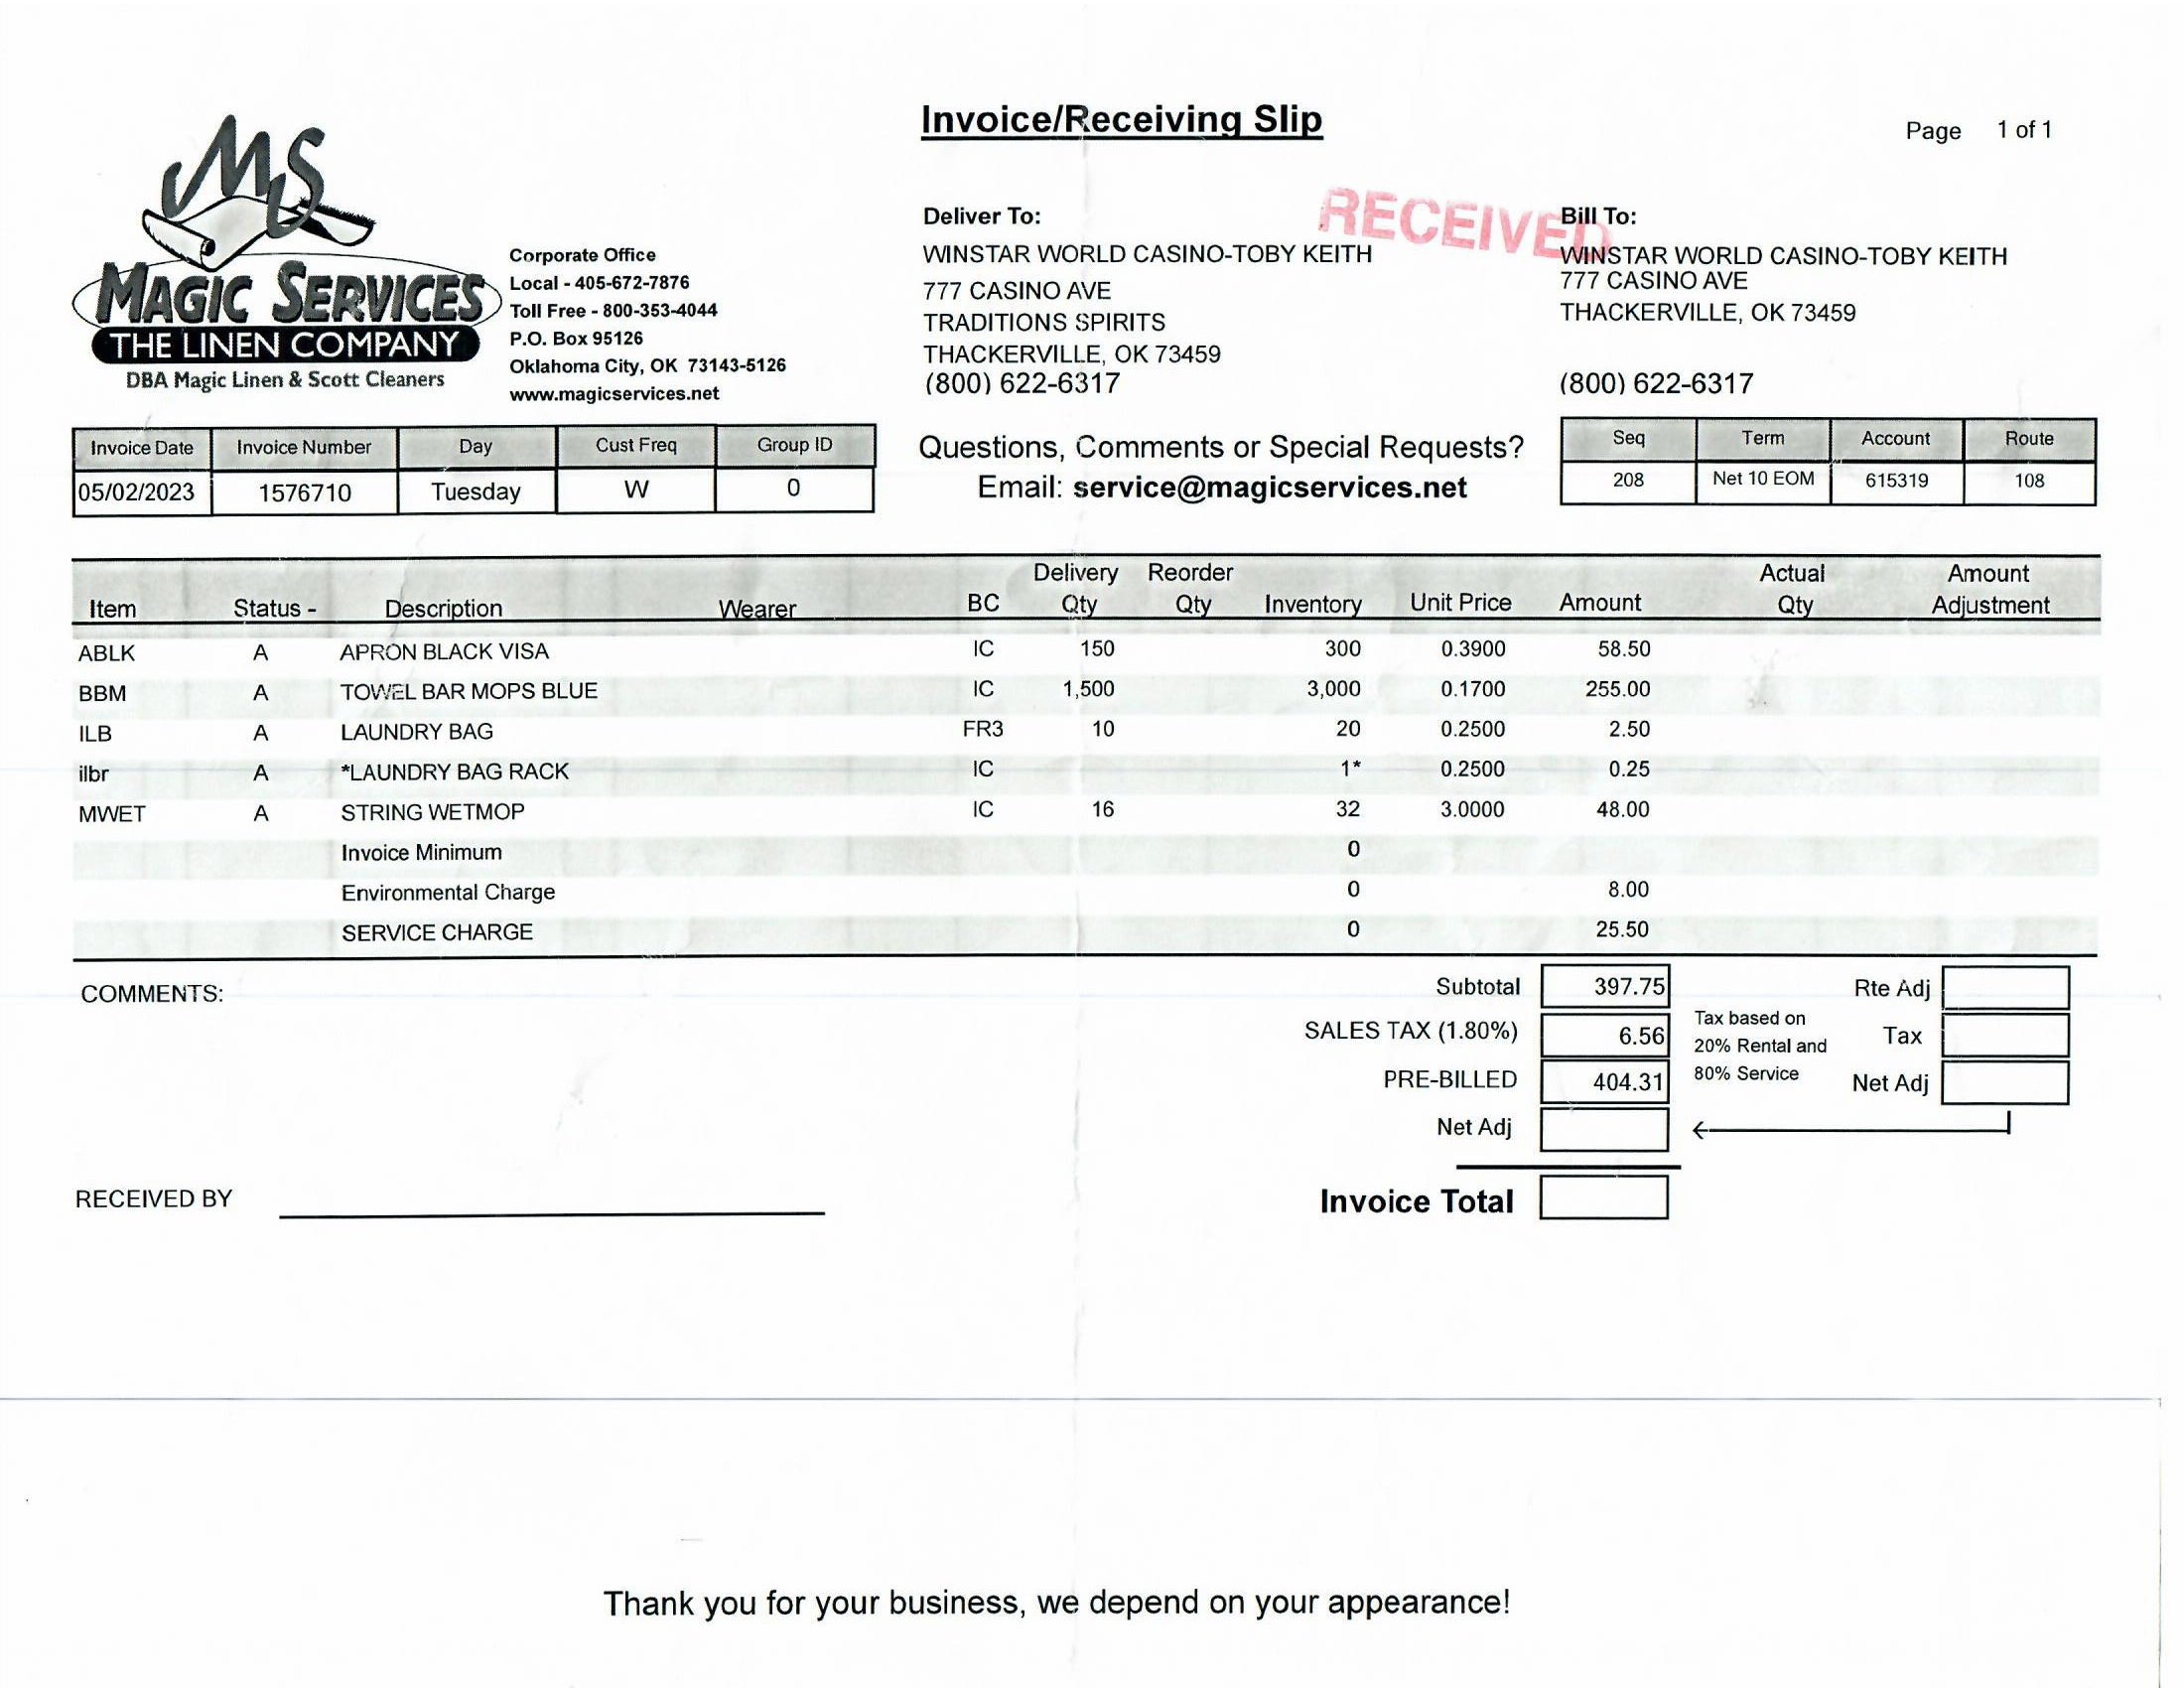 Invoice/Receiving Slip
Page 1 of 1
MS
MAGIC SERVICES
THE LINEN COMPANY
DBA Magic Linen & Scott Cleaners
Corporate Office
Local - 405-672-7876
Toll Free - 800-353-4044
P.O. Box 95126
Oklahoma City, OK 73143-5126
www.magicservices.net
Deliver To:
WINSTAR WORLD CASINO-TOBY KEITH
777 CASINO AVE
TRADITIONS SPIRITS
THACKERVILLE, OK 73459
(800) 622-6317
RECEIVED
Bill To:
WINSTAR WORLD CASINO-TOBY KEITH
777 CASINO AVE
THACKERVILLE, OK 73459
(800) 622-6317
Invoice Date Invoice Number Day Cust Freq Group ID
05/02/2023 1576710 Tuesday W 0
Questions, Comments or Special Requests?
Email: service@magicservices.net
Seq Term Account Route
208 Net 10 EOM 615319 108
Item Status - Description Wearer BC Delivery Qty Reorder Qty Inventory Unit Price Amount Actual Qty Amount Adjustment
ABLK A APRON BLACK VISA IC 150 300 0.3900 58.50
BBM A TOWEL BAR MOPS BLUE IC 1,500 3,000 0.1700 255.00
ILB A LAUNDRY BAG FR3 10 20 0.2500 2.50
ilbr A *LAUNDRY BAG RACK IC 1* 0.2500 0.25
MWET A STRING WETMOP IC 16 32 3.0000 48.00
Invoice Minimum 0
Environmental Charge 0 8.00
SERVICE CHARGE 0 25.50
COMMENTS:
Subtotal 397.75
SALES TAX (1.80%) 6.56
PRE-BILLED 404.31
Net Adj
Tax based on
20% Rental and
80% Service
Rte Adj
Tax
Net Adj
RECEIVED BY
Invoice Total
Thank you for your business, we depend on your appearance!